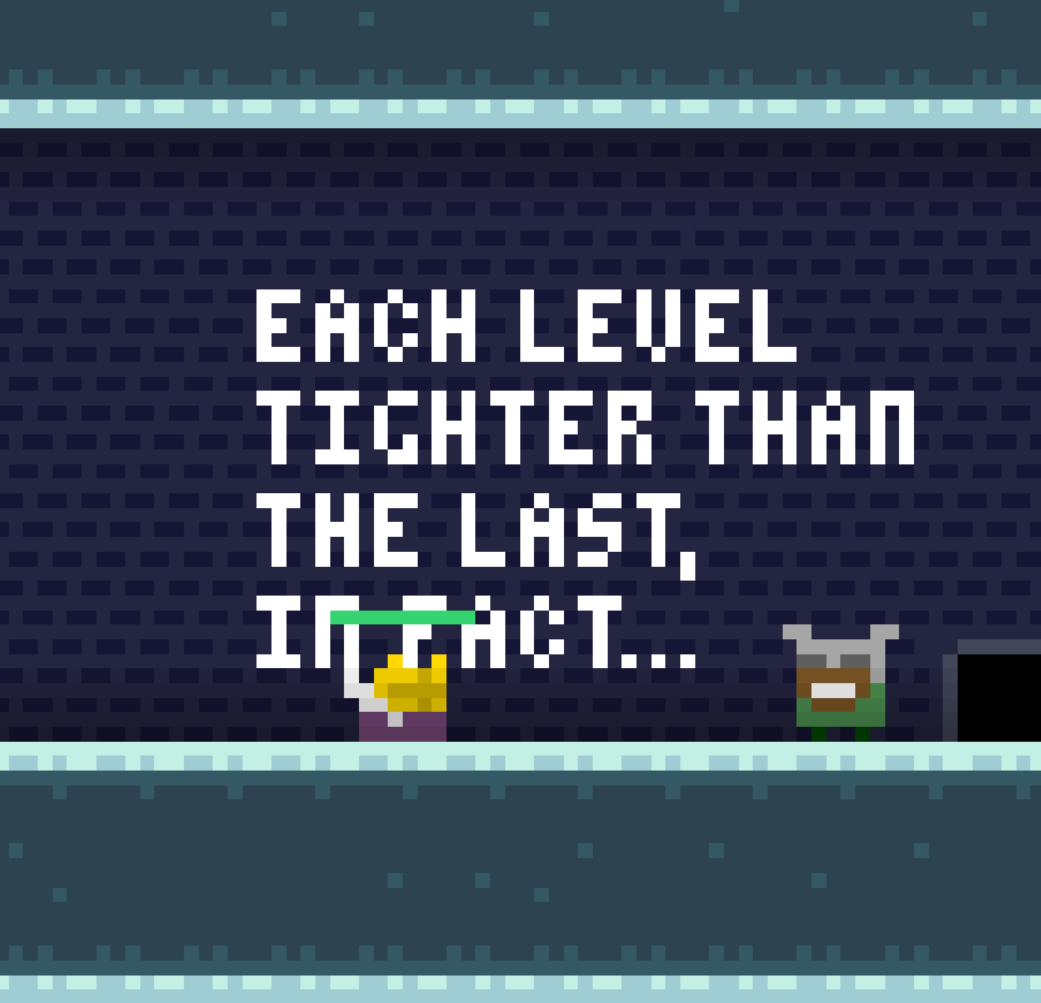 EACH LEVEL
TIGHTER THAN
THE LAST,
IN FACT...